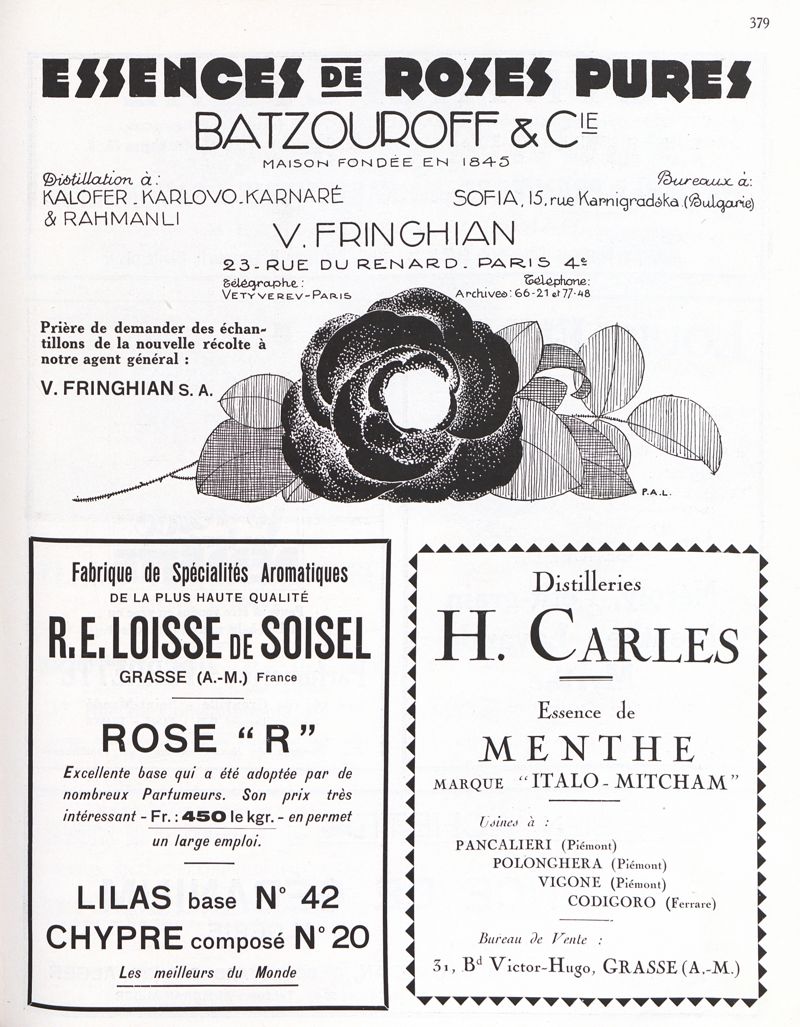 379
ESSENCES DE ROSES PURES
BATZOUROFF & CIE
MAISON FONDÉE EN 1845
Distillation à:
KALOFER - KARLOVO - KARNARÉ
& RAHMANLI
Bureaux à:
SOFIA, 15, rue Karnigradska (Bulgarie)
V. FRINGHIAN
23 - RUE DU RENARD - PARIS 4e
Télégraphe:
VETYVEREV-PARIS
Téléphone:
Archives: 66-21 et 77-48
Prière de demander des échan-
tillons de la nouvelle récolte à
notre agent général :
V. FRINGHIAN S. A.
P.A.L.
Fabrique de Spécialités Aromatiques
DE LA PLUS HAUTE QUALITÉ
R. E. LOISSE DE SOISEL
GRASSE (A.-M.) France
ROSE “R”
Excellente base qui a été adoptée par de
nombreux Parfumeurs. Son prix très
intéressant - Fr. : 450 le kgr. - en permet
un large emploi.
LILAS base N° 42
CHYPRE composé N° 20
Les meilleurs du Monde
Distilleries
H. CARLES
Essence de
MENTHE
MARQUE “ITALO-MITCHAM”
Usines à :
PANCALIERI (Piémont)
POLONGHERA (Piémont)
VIGONE (Piémont)
CODIGORO (Ferrare)
Bureau de Vente :
31, Bd Victor-Hugo, GRASSE (A.-M.)